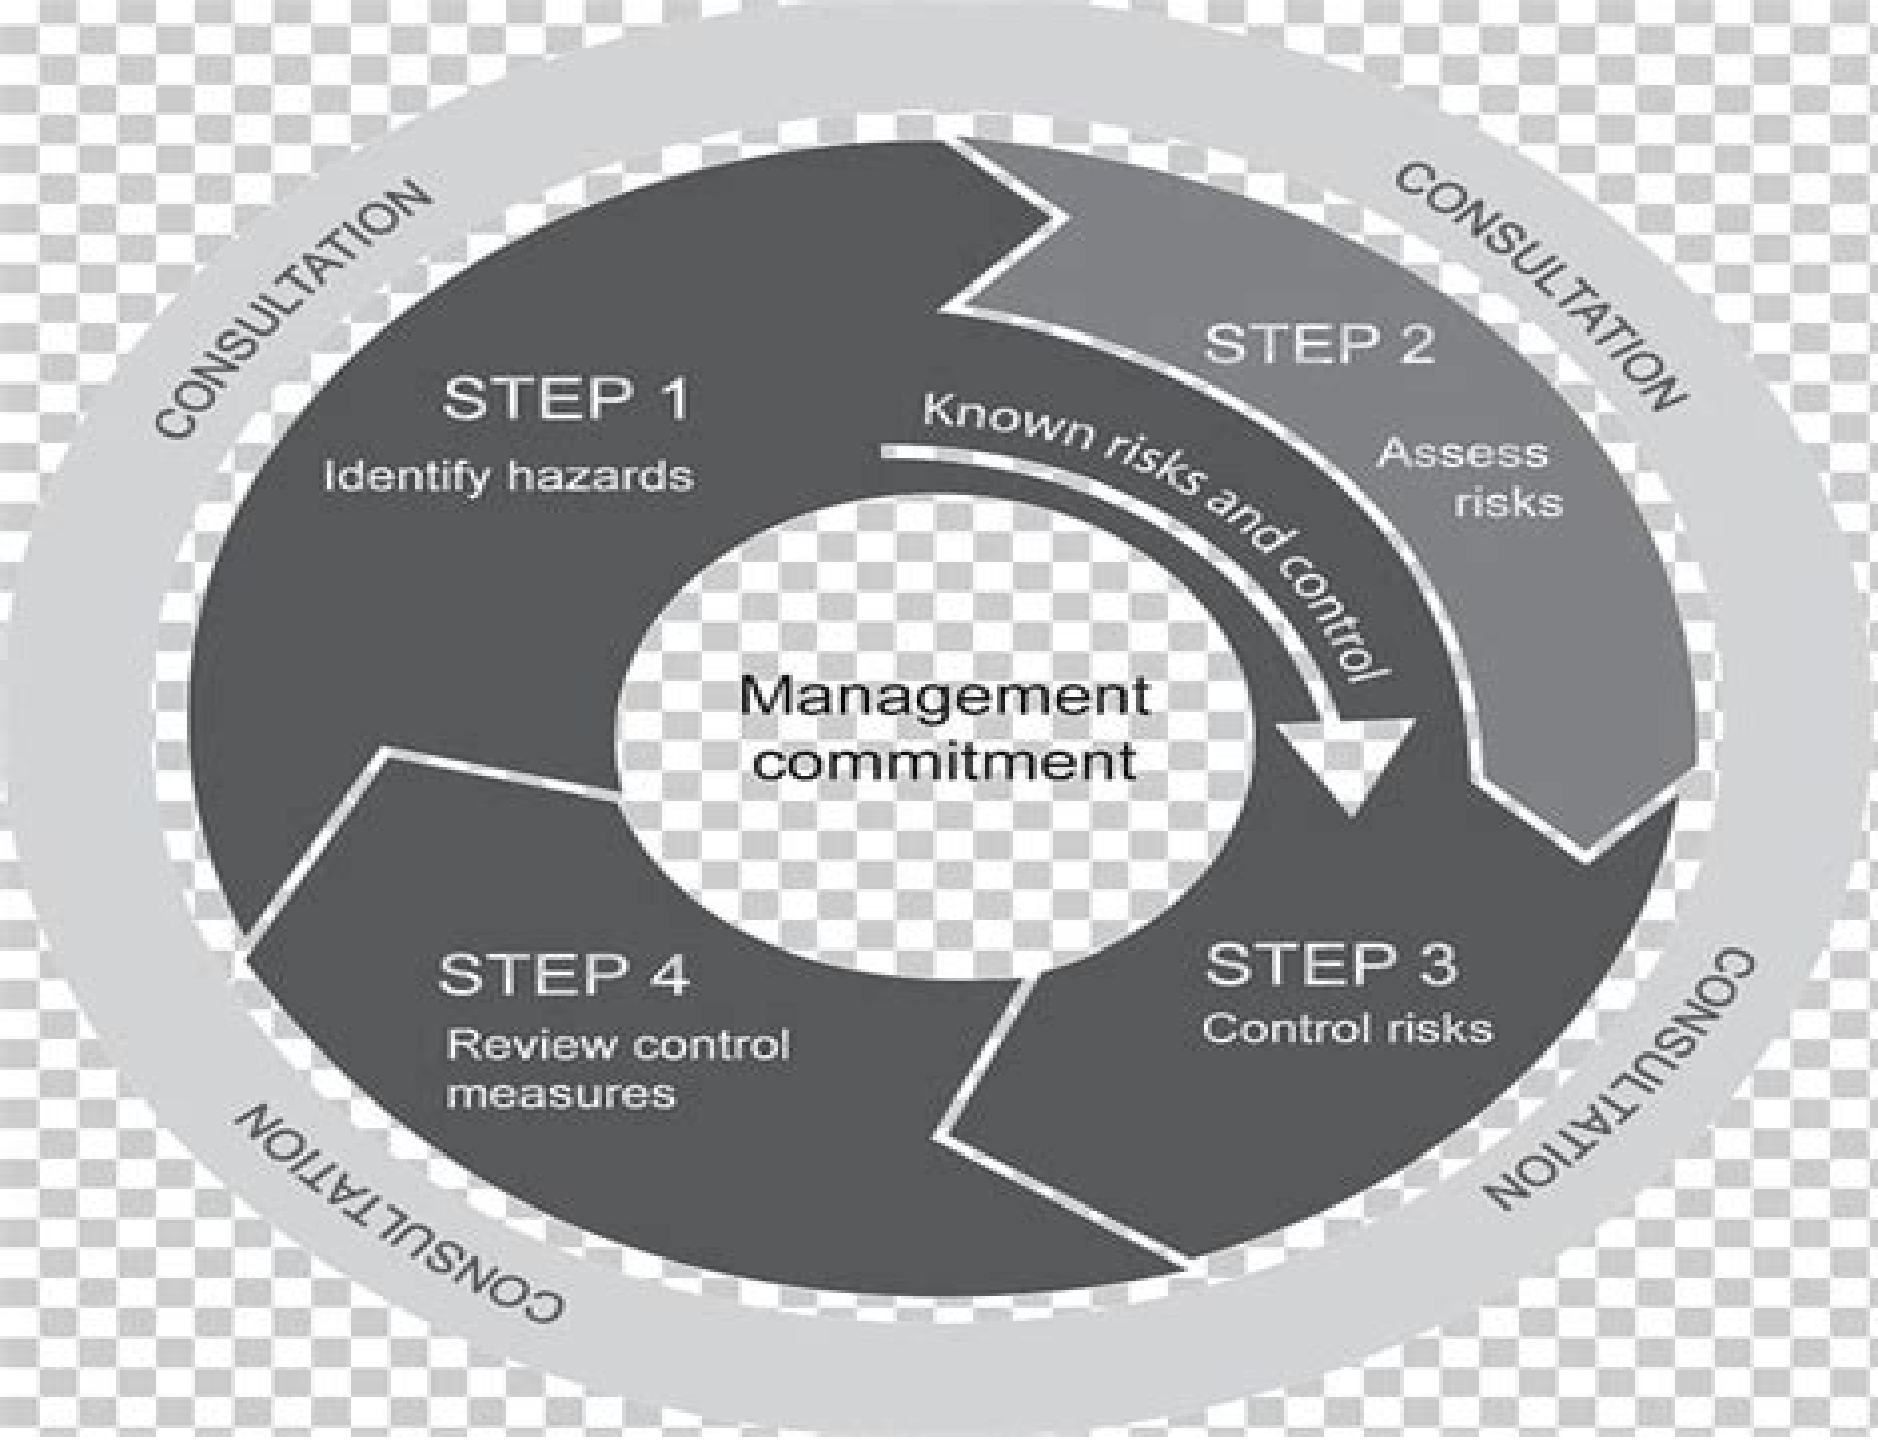 CONSULTATION
CONSULTATION
STEP 1
Identify hazards
STEP 2
Assess
risks
Known risks and control
Management
commitment
STEP 3
Control risks
STEP 4
Review control
measures
CONSULTATION
CONSULTATION